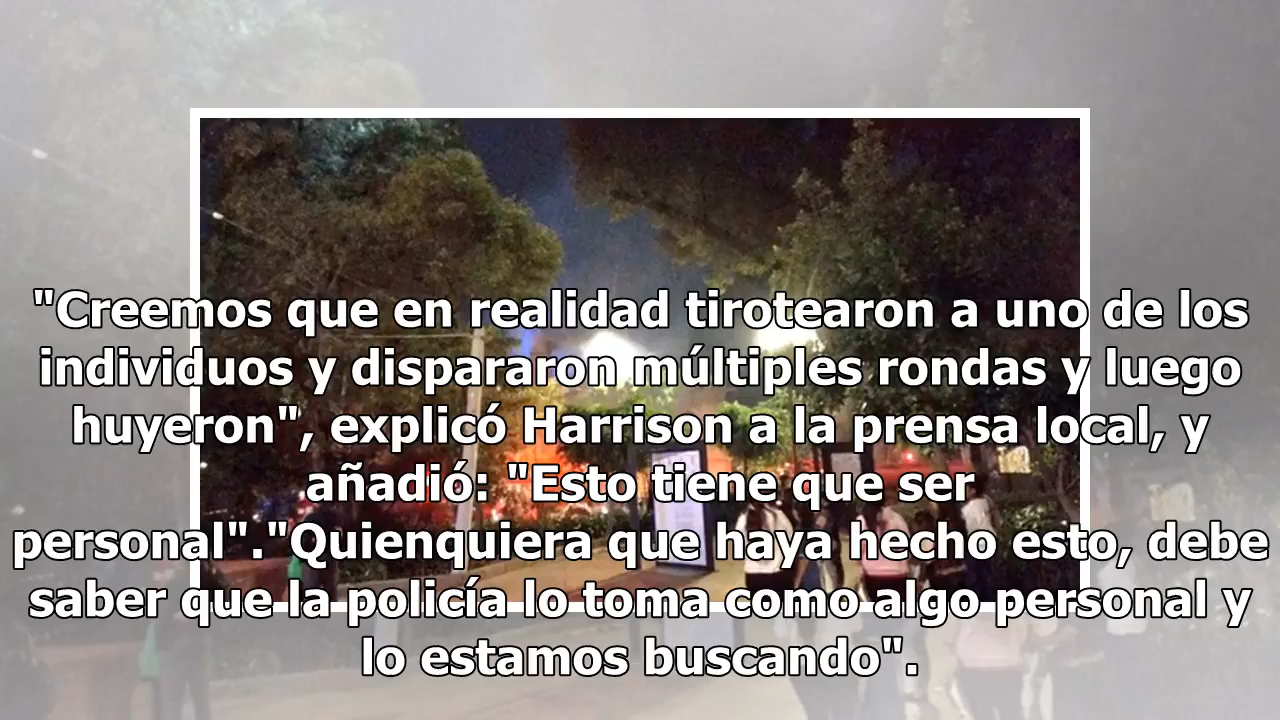 "Creemos que en realidad tirotearon a uno de los
individuos y dispararon múltiples rondas y luego
huyeron", explicó Harrison a la prensa local, y
añadió: "Esto tiene que ser
personal"."Quienquiera que haya hecho esto, debe
saber que la policía lo toma como algo personal y
lo estamos buscando".